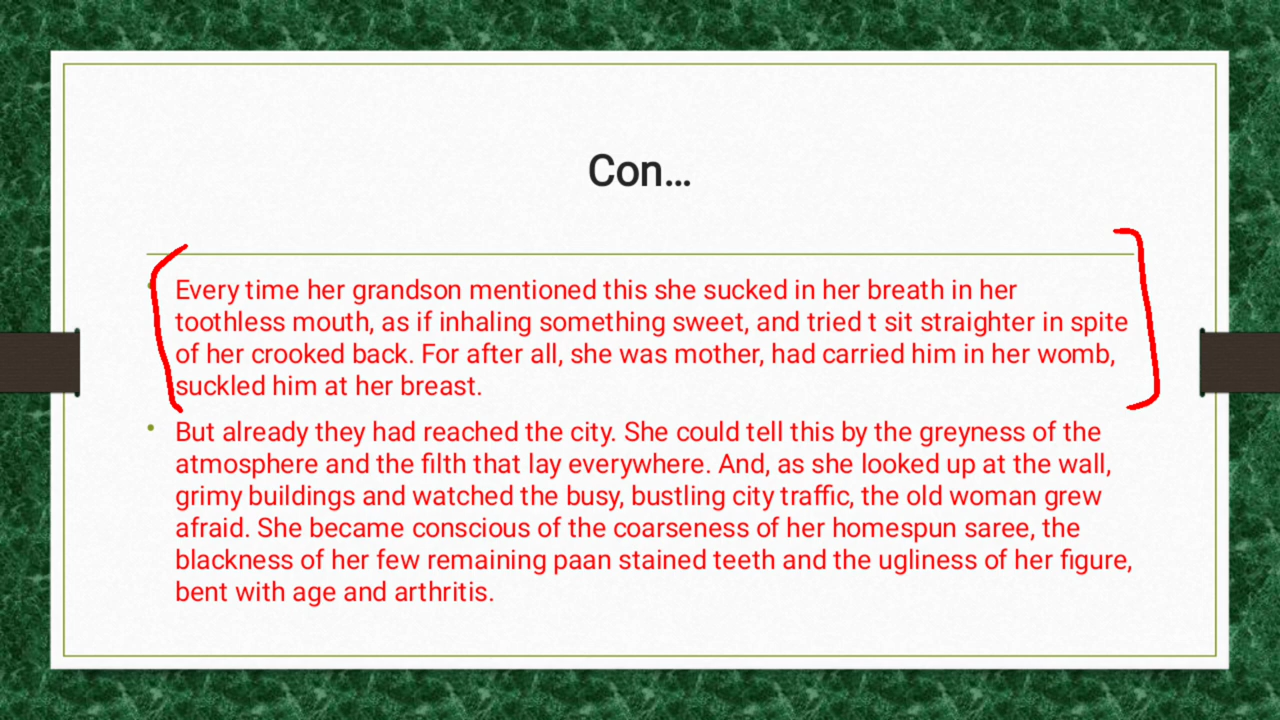 Con...
Every time her grandson mentioned this she sucked in her breath in her
toothless mouth, as if inhaling something sweet, and tried t sit straighter in spite
of her crooked back. For after all, she was mother, had carried him in her womb,
suckled him at her breast.
But already they had reached the city. She could tell this by the greyness of the
atmosphere and the filth that lay everywhere. And, as she looked up at the wall,
grimy buildings and watched the busy, bustling city traffic, the old woman grew
afraid. She became conscious of the coarseness of her homespun saree, the
blackness of her few remaining paan stained teeth and the ugliness of her figure,
bent with age and arthritis.